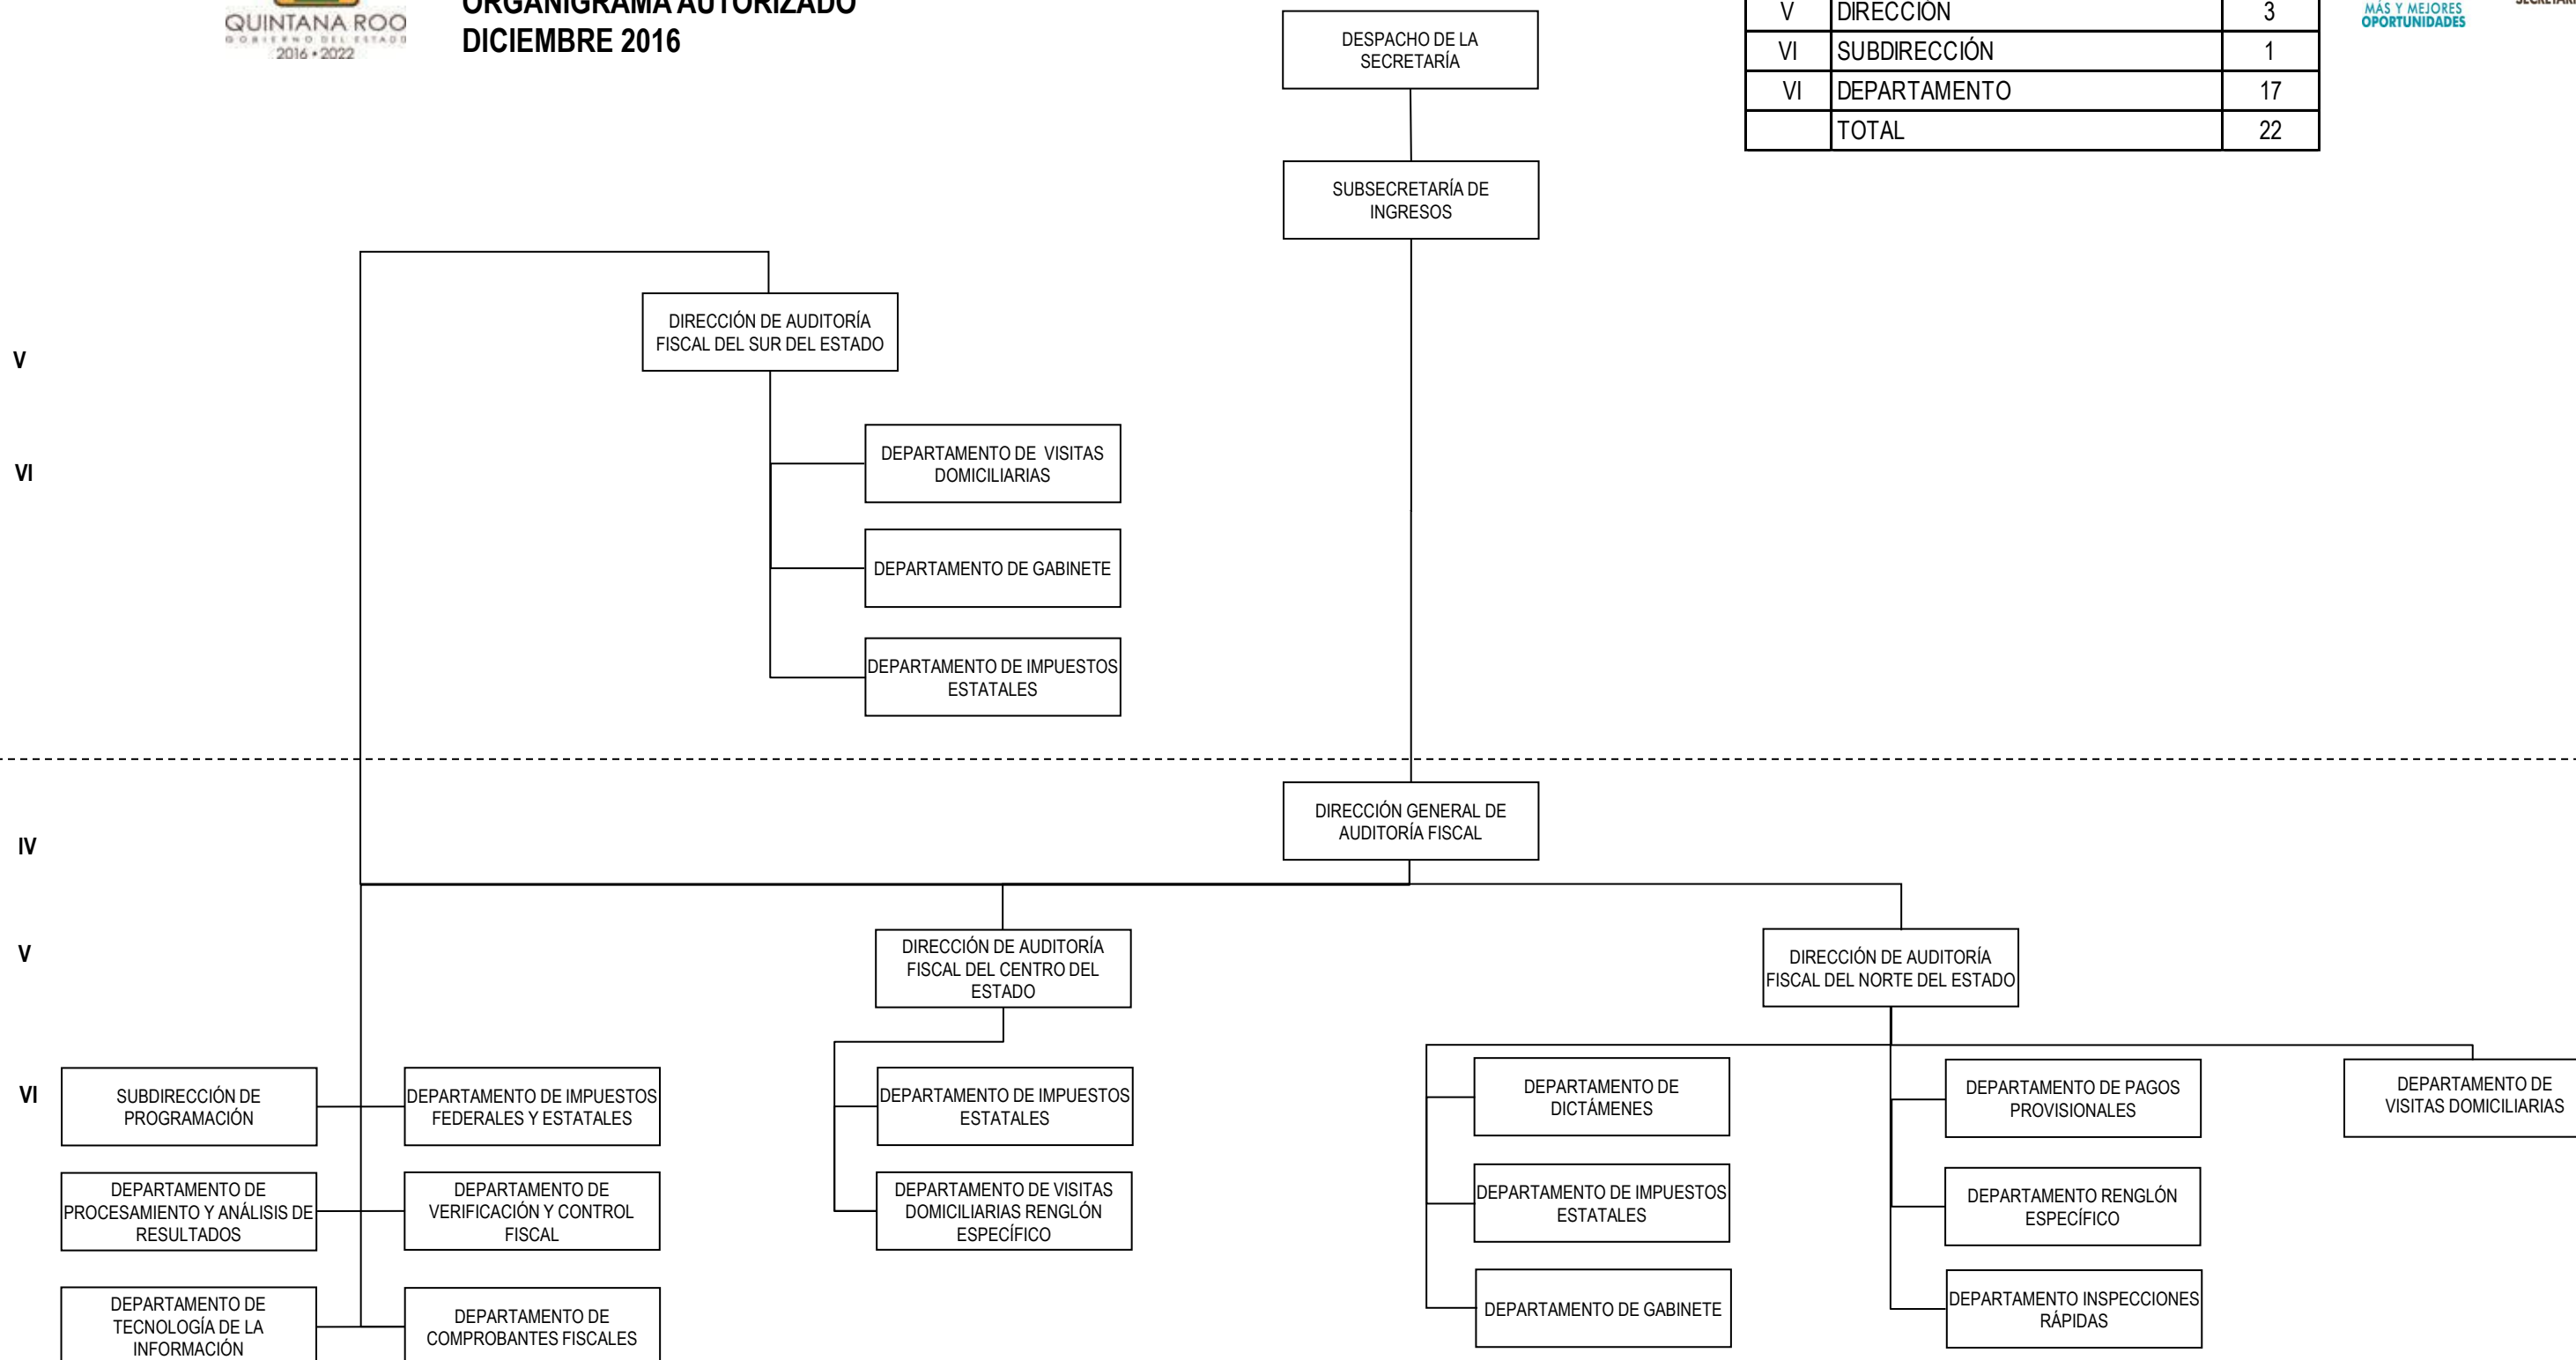 ORGANIGRAMA AUTORIZADO
DICIEMBRE 2016
QUINTANA ROO
GOBIERNO DEL ESTADO
2016 • 2022
V DIRECCIÓN 3
VI SUBDIRECCIÓN 1
VI DEPARTAMENTO 17
TOTAL 22
MÁS Y MEJORES
OPORTUNIDADES
DESPACHO DE LA
SECRETARÍA
SUBSECRETARÍA DE
INGRESOS
DIRECCIÓN DE AUDITORÍA
FISCAL DEL SUR DEL ESTADO
V
DEPARTAMENTO DE VISITAS
DOMICILIARIAS
VI
DEPARTAMENTO DE GABINETE
DEPARTAMENTO DE IMPUESTOS
ESTATALES
DIRECCIÓN GENERAL DE
AUDITORÍA FISCAL
IV
V
DIRECCIÓN DE AUDITORÍA
FISCAL DEL CENTRO DEL
ESTADO
DIRECCIÓN DE AUDITORÍA
FISCAL DEL NORTE DEL ESTADO
VI
SUBDIRECCIÓN DE
PROGRAMACIÓN
DEPARTAMENTO DE IMPUESTOS
FEDERALES Y ESTATALES
DEPARTAMENTO DE IMPUESTOS
ESTATALES
DEPARTAMENTO DE
DICTÁMENES
DEPARTAMENTO DE PAGOS
PROVISIONALES
DEPARTAMENTO DE
VISITAS DOMICILIARIAS
DEPARTAMENTO DE
PROCESAMIENTO Y ANÁLISIS DE
RESULTADOS
DEPARTAMENTO DE
VERIFICACIÓN Y CONTROL
FISCAL
DEPARTAMENTO DE VISITAS
DOMICILIARIAS RENGLÓN
ESPECÍFICO
DEPARTAMENTO DE IMPUESTOS
ESTATALES
DEPARTAMENTO RENGLÓN
ESPECÍFICO
DEPARTAMENTO DE
TECNOLOGÍA DE LA
INFORMACIÓN
DEPARTAMENTO DE
COMPROBANTES FISCALES
DEPARTAMENTO DE GABINETE
DEPARTAMENTO INSPECCIONES
RÁPIDAS